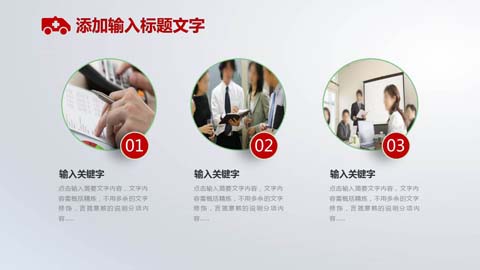 添加输入标题文字
01
02
03
输入关键字
点击输入简要文字内容，文字内
容需概括精炼，不用多余的文字
修饰，言简意赅的说明分项内
容……
输入关键字
点击输入简要文字内容，文字内
容需概括精炼，不用多余的文字
修饰，言简意赅的说明分项内
容……
输入关键字
点击输入简要文字内容，文字内
容需概括精炼，不用多余的文字
修饰，言简意赅的说明分项内
容……